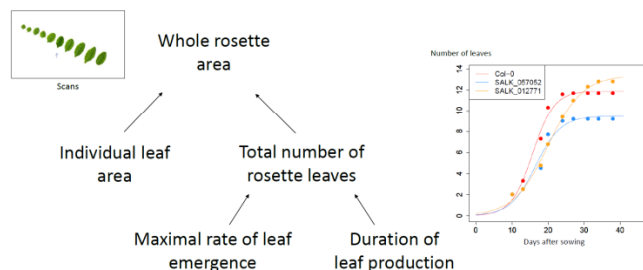 Scans
Whole rosette
area
Individual leaf
area
Total number of
rosette leaves
Maximal rate of leaf
emergence
Duration of
leaf production
Number of leaves
Col-0
SALK_057052
SALK_012771
14
12
10
8
6
4
2
0
0 10 20 30 40
Days after sowing